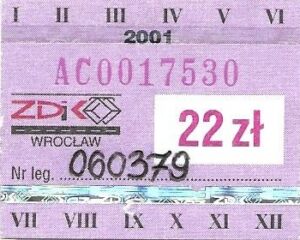 I II III IV V VI
2001
AC0017530
ZDiK
WROCŁAW
22 zł
Nr leg. 060379
VII VIII IX X XI XII